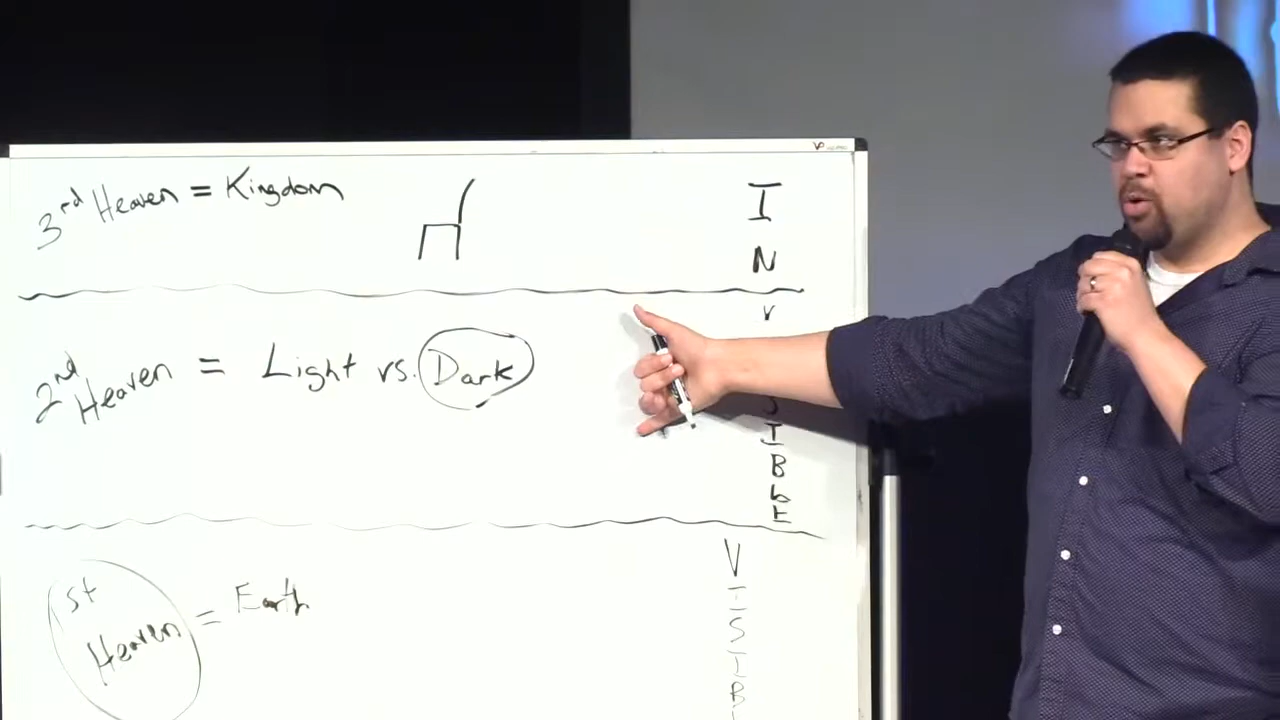 3rd Heaven = Kingdom
I
N
V
I
B
L
E
2nd Heaven = Light vs. Dark
1st Heaven = Earth
V
I
S
I
B